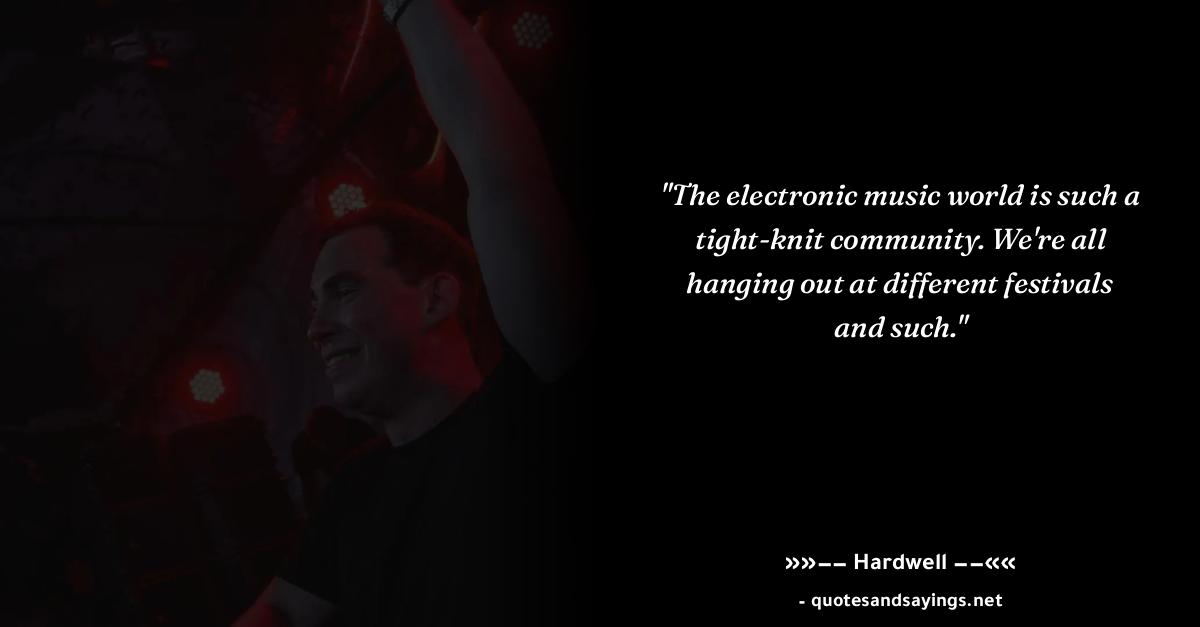 "The electronic music world is such a
tight-knit community. We're all
hanging out at different festivals
and such."
»»–– Hardwell ––««
- quotesandsayings.net